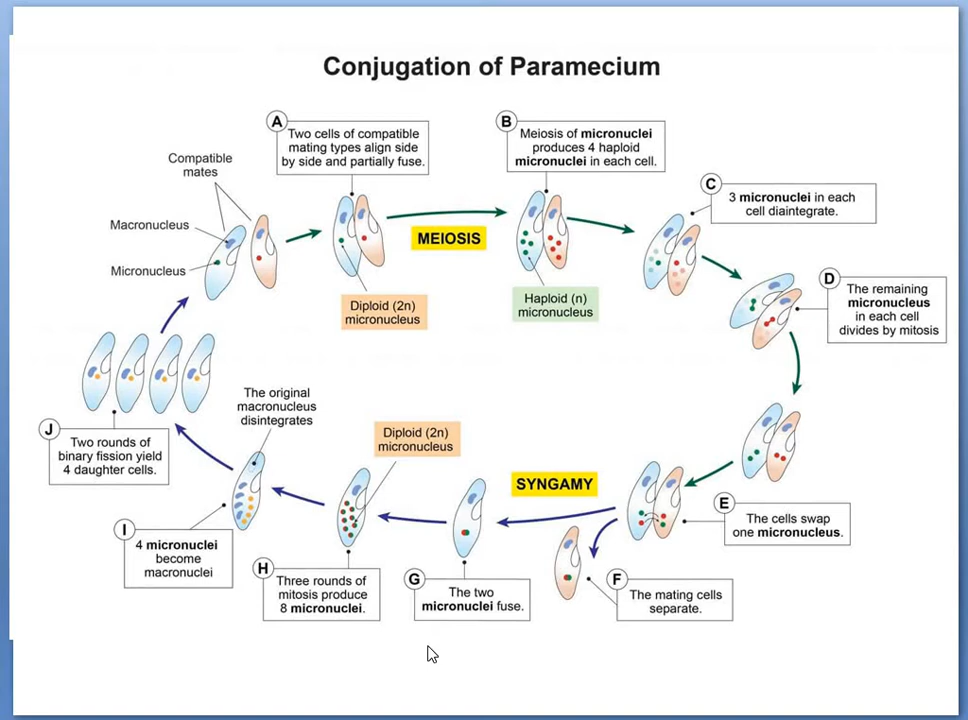 Conjugation of Paramecium
A
Two cells of compatible
mating types align side
by side and partially fuse.
B
Meiosis of micronuclei
produces 4 haploid
micronuclei in each cell.
Compatible
mates
C
3 micronuclei in each
cell diaintegrate.
Macronucleus
MEIOSIS
Micronucleus
Diploid (2n)
micronucleus
Haploid (n)
micronucleus
D
The remaining
micronucleus
in each cell
divides by mitosis
The original
macronucleus
disintegrates
J
Two rounds of
binary fission yield
4 daughter cells.
Diploid (2n)
micronucleus
SYNGAMY
E
The cells swap
one micronucleus.
I
4 micronuclei
become
macronuclei
H
Three rounds of
mitosis produce
8 micronuclei.
G
The two
micronuclei fuse.
F
The mating cells
separate.